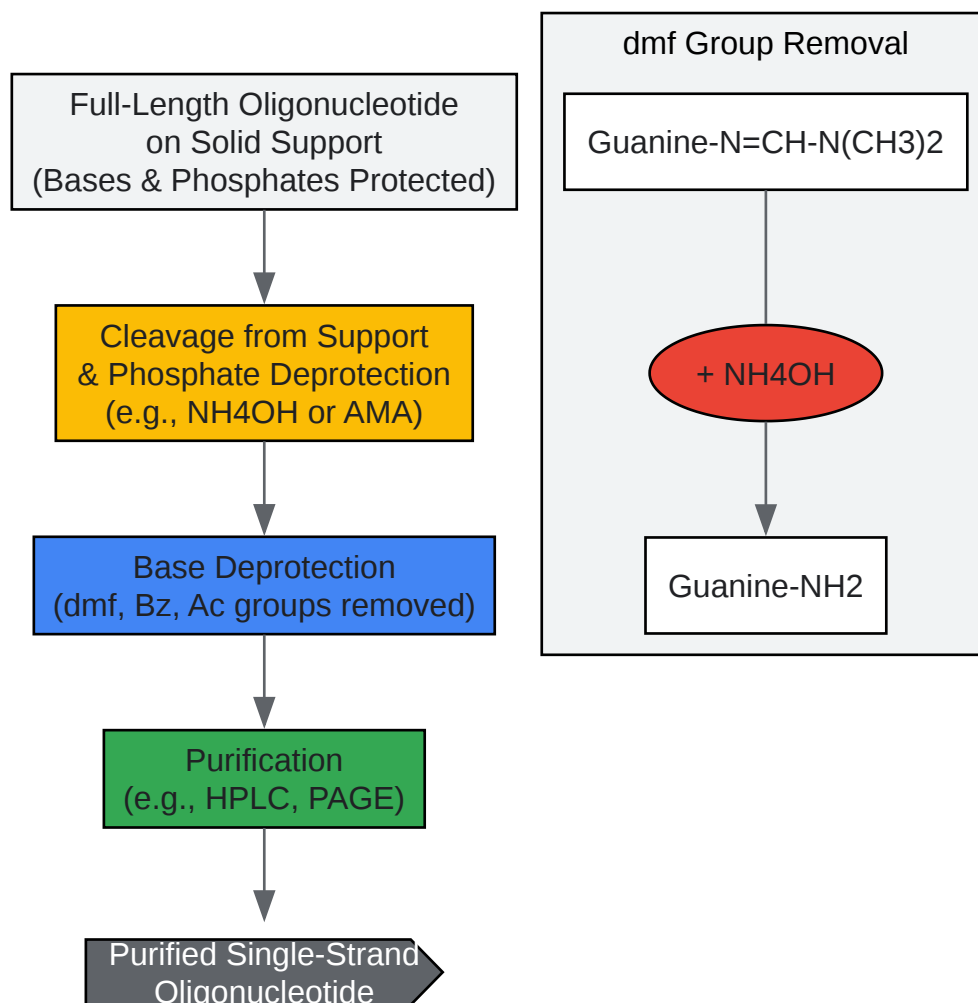 Full-Length Oligonucleotide
on Solid Support
(Bases & Phosphates Protected)
Cleavage from Support
& Phosphate Deprotection
(e.g., NH4OH or AMA)
Base Deprotection
(dmf, Bz, Ac groups removed)
Purification
(e.g., HPLC, PAGE)
Purified Single-Strand
Oligonucleotide
dmf Group Removal
Guanine-N=CH-N(CH3)2
+ NH4OH
Guanine-NH2